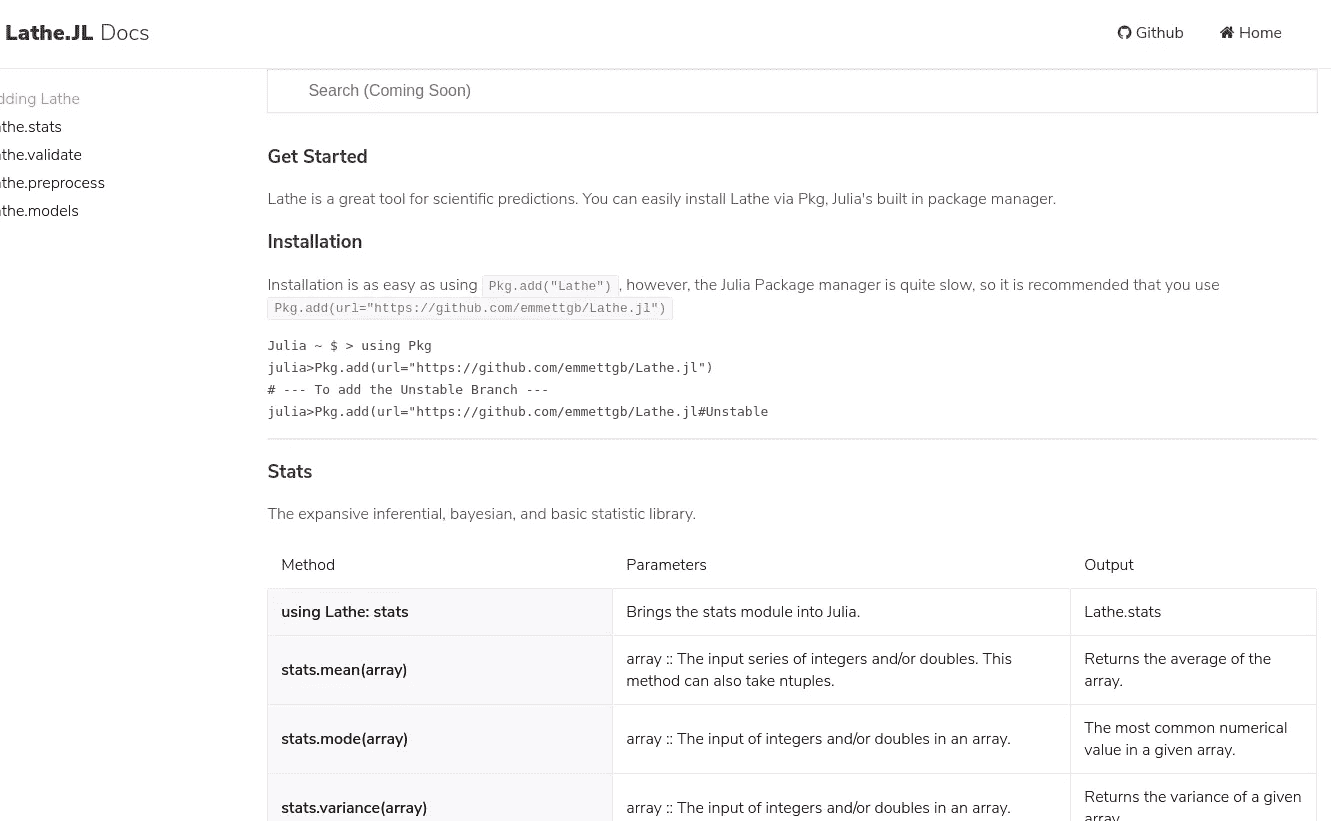 Lathe.JL Docs
Github
Home
dding Lathe
athe.stats
athe.validate
athe.preprocess
athe.models
Search (Coming Soon)
Get Started
Lathe is a great tool for scientific predictions. You can easily install Lathe via Pkg, Julia's built in package manager.
Installation
Installation is as easy as using Pkg.add("Lathe") , however, the Julia Package manager is quite slow, so it is recommended that you use
Pkg.add(url="https://github.com/emmettgb/Lathe.jl")
Julia ~ $ > using Pkg
julia>Pkg.add(url="https://github.com/emmettgb/Lathe.jl")
# --- To add the Unstable Branch ---
julia>Pkg.add(url="https://github.com/emmettgb/Lathe.jl#Unstable
Stats
The expansive inferential, bayesian, and basic statistic library.
Method Parameters Output
using Lathe: stats
Brings the stats module into Julia.
Lathe.stats
stats.mean(array)
array :: The input series of integers and/or doubles. This
method can also take ntuples.
Returns the average of the
array.
stats.mode(array)
array :: The input of integers and/or doubles in an array.
The most common numerical
value in a given array.
stats.variance(array)
array :: The input of integers and/or doubles in an array.
Returns the variance of a given
array